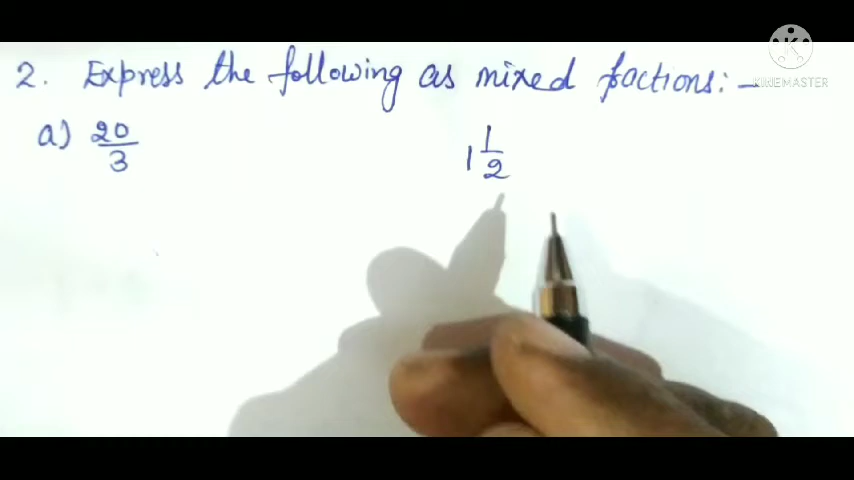 2. Express the following as mixed factions: -
a) 20/3 1 1/2
KINEMASTER